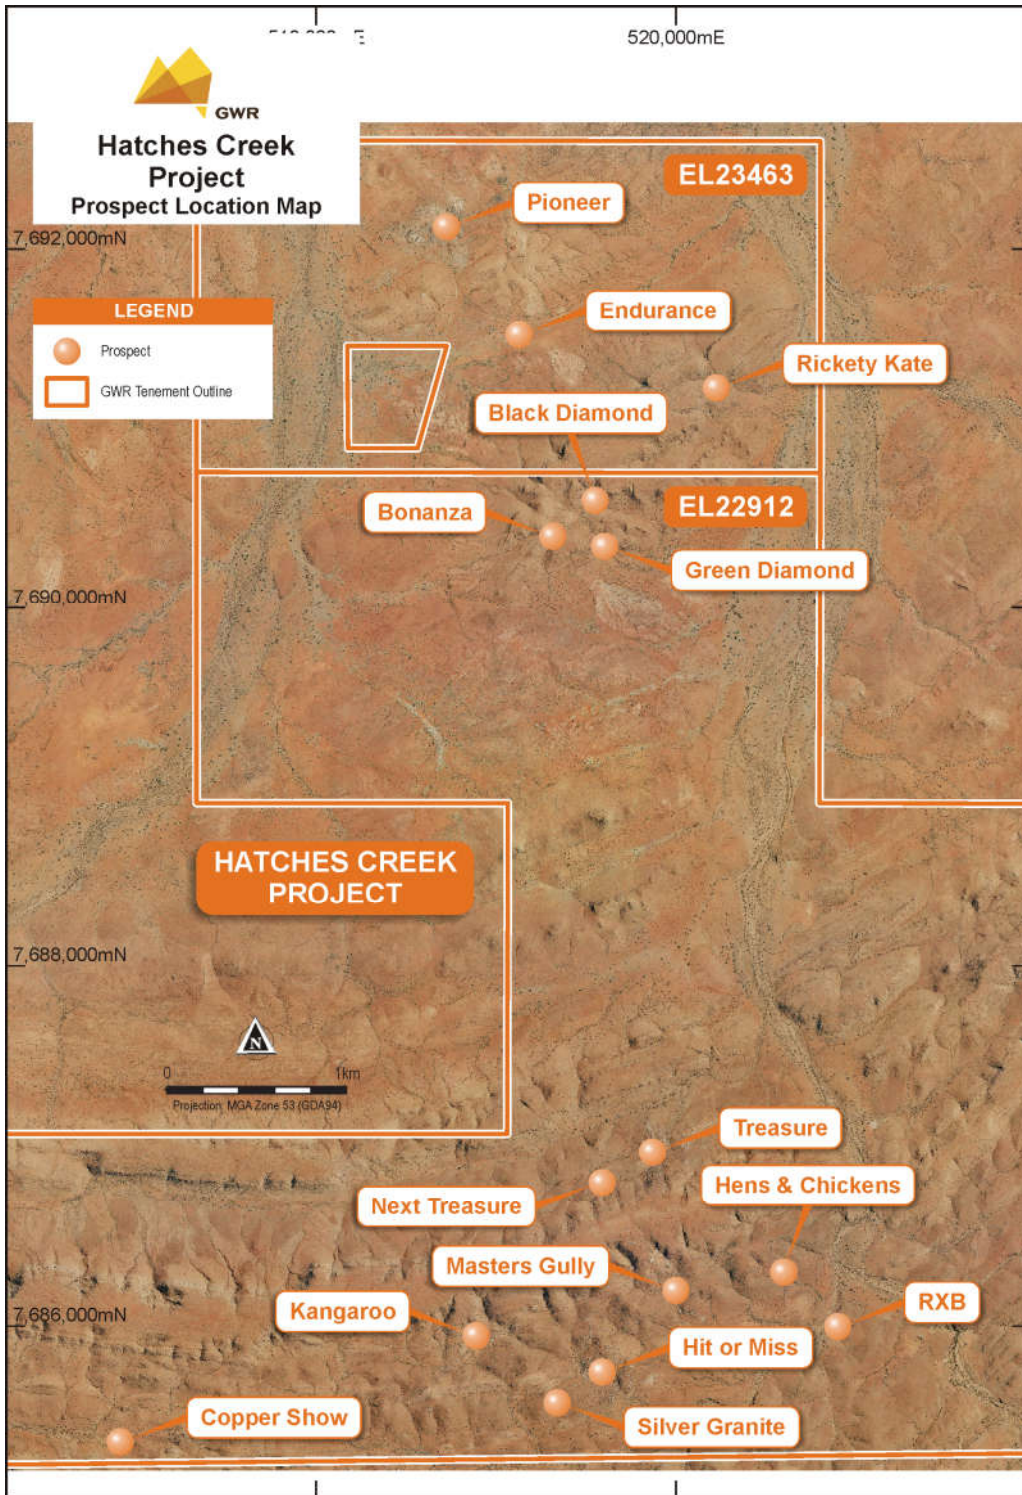 520,000mE
GWR
Hatches Creek
Project
Prospect Location Map
EL23463
Pioneer
7,692,000mN
LEGEND
Prospect
GWR Tenement Outline
Endurance
Rickety Kate
Black Diamond
Bonanza
EL22912
Green Diamond
7,690,000mN
HATCHES CREEK
PROJECT
7,688,000mN
N
0 1km
Projection: MGA Zone 53 (GDA94)
Treasure
Hens & Chickens
Next Treasure
Masters Gully
RXB
Kangaroo
7,686,000mN
Hit or Miss
Copper Show
Silver Granite